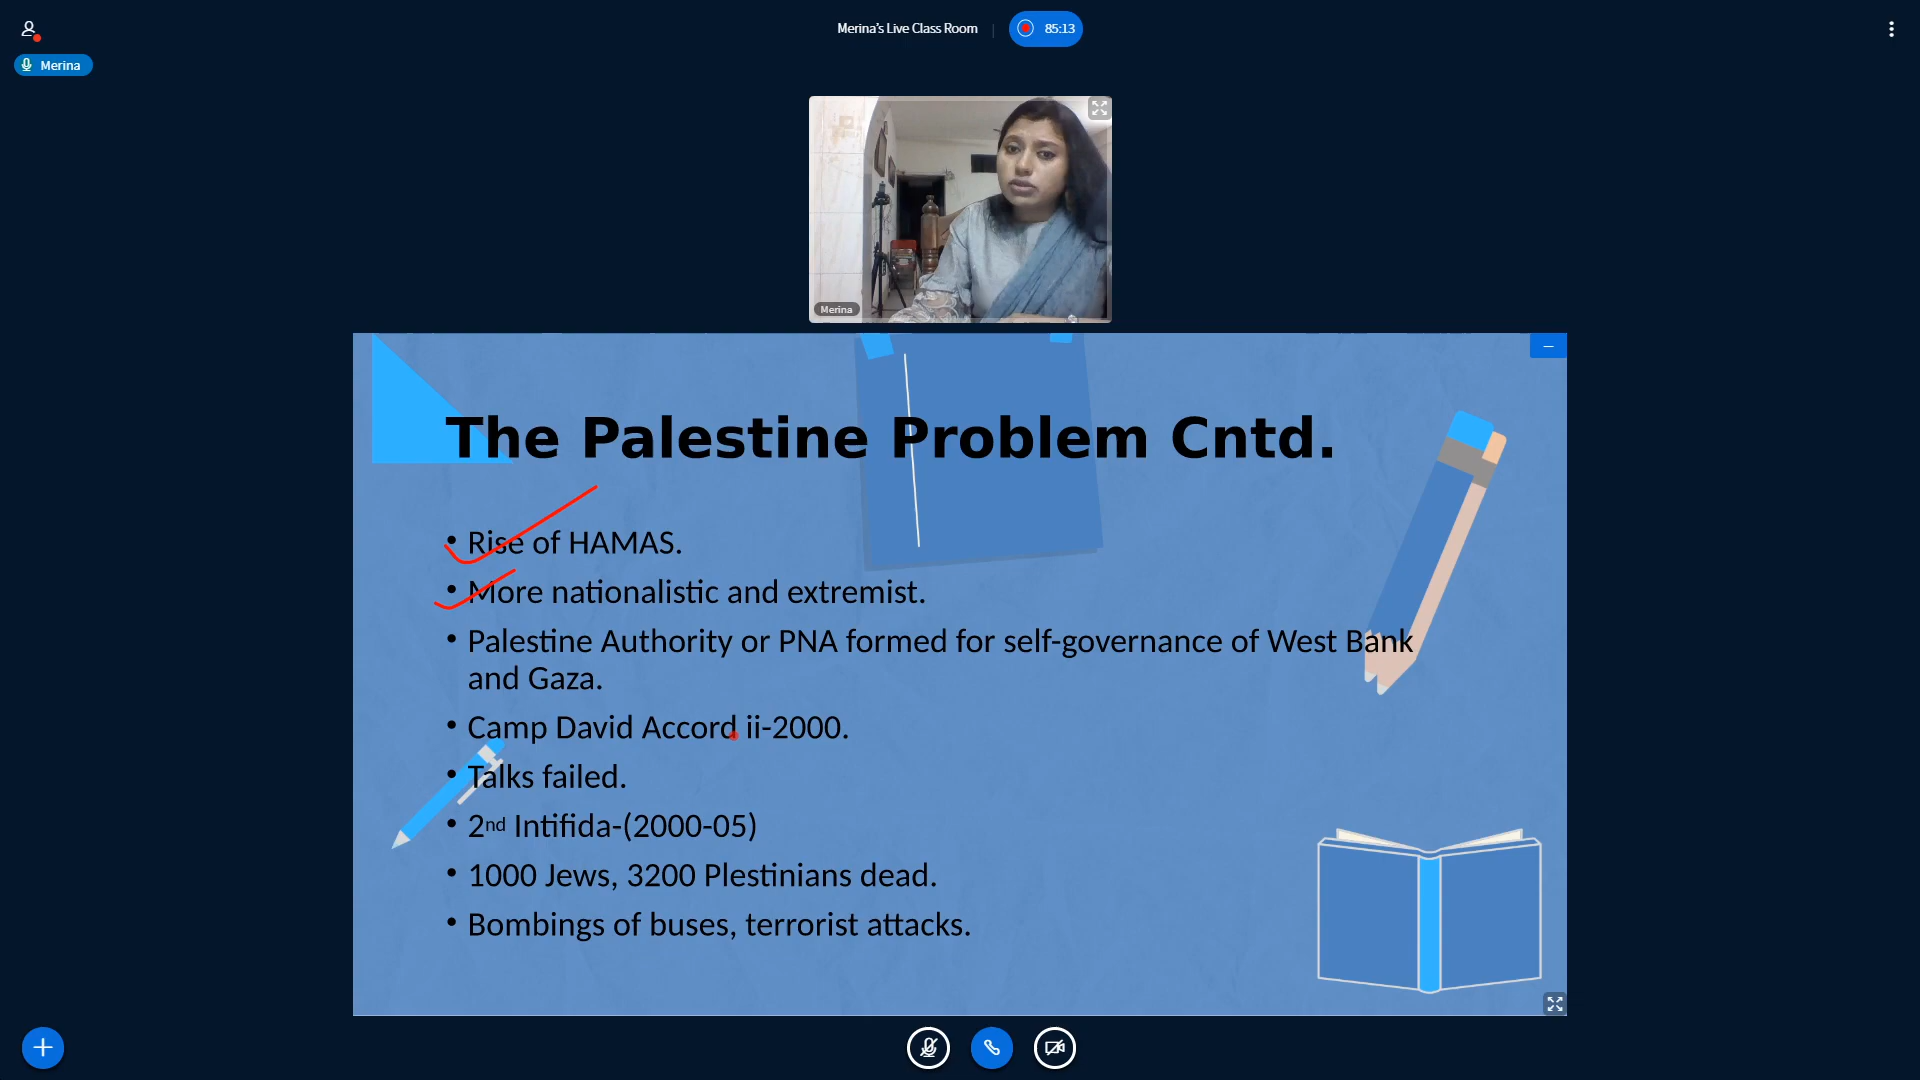 Merina's Live Class Room
85:13
Merina
Merina
The Palestine Problem Cntd.
• Rise of HAMAS.
• More nationalistic and extremist.
• Palestine Authority or PNA formed for self-governance of West Bank
and Gaza.
• Camp David Accord ii-2000.
• Talks failed.
• 2nd Intifida-(2000-05)
• 1000 Jews, 3200 Plestinians dead.
• Bombings of buses, terrorist attacks.